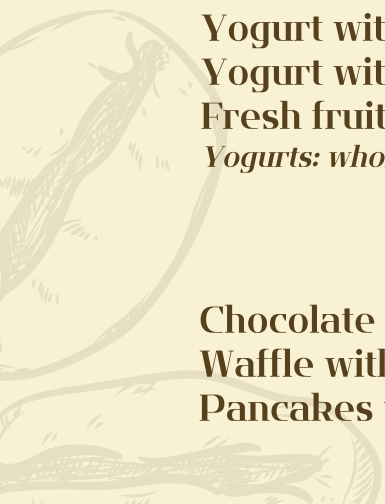 Yogurt wit
Yogurt wit
Fresh fruit
Yogurts: who
Chocolate
Waffle with
Pancakes